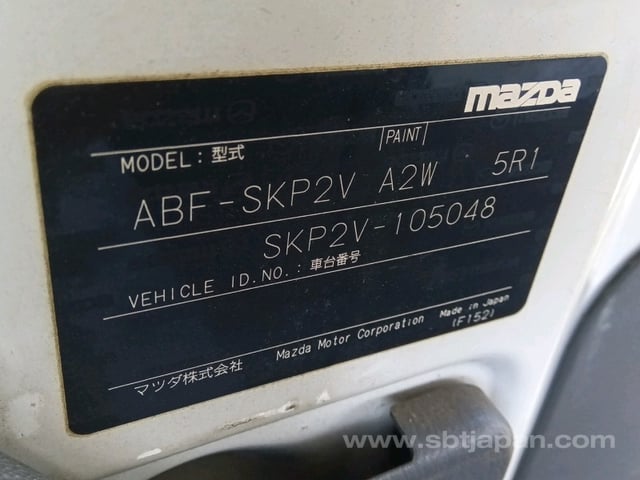 mazda
MODEL: 型式 |PAINT|
ABF-SKP2V A2W 5R1
SKP2V-105048
VEHICLE ID.NO.: 車台番号
マツダ株式会社 Mazda Motor Corporation Made in Japan
(F152)
www.sbtjapan.com